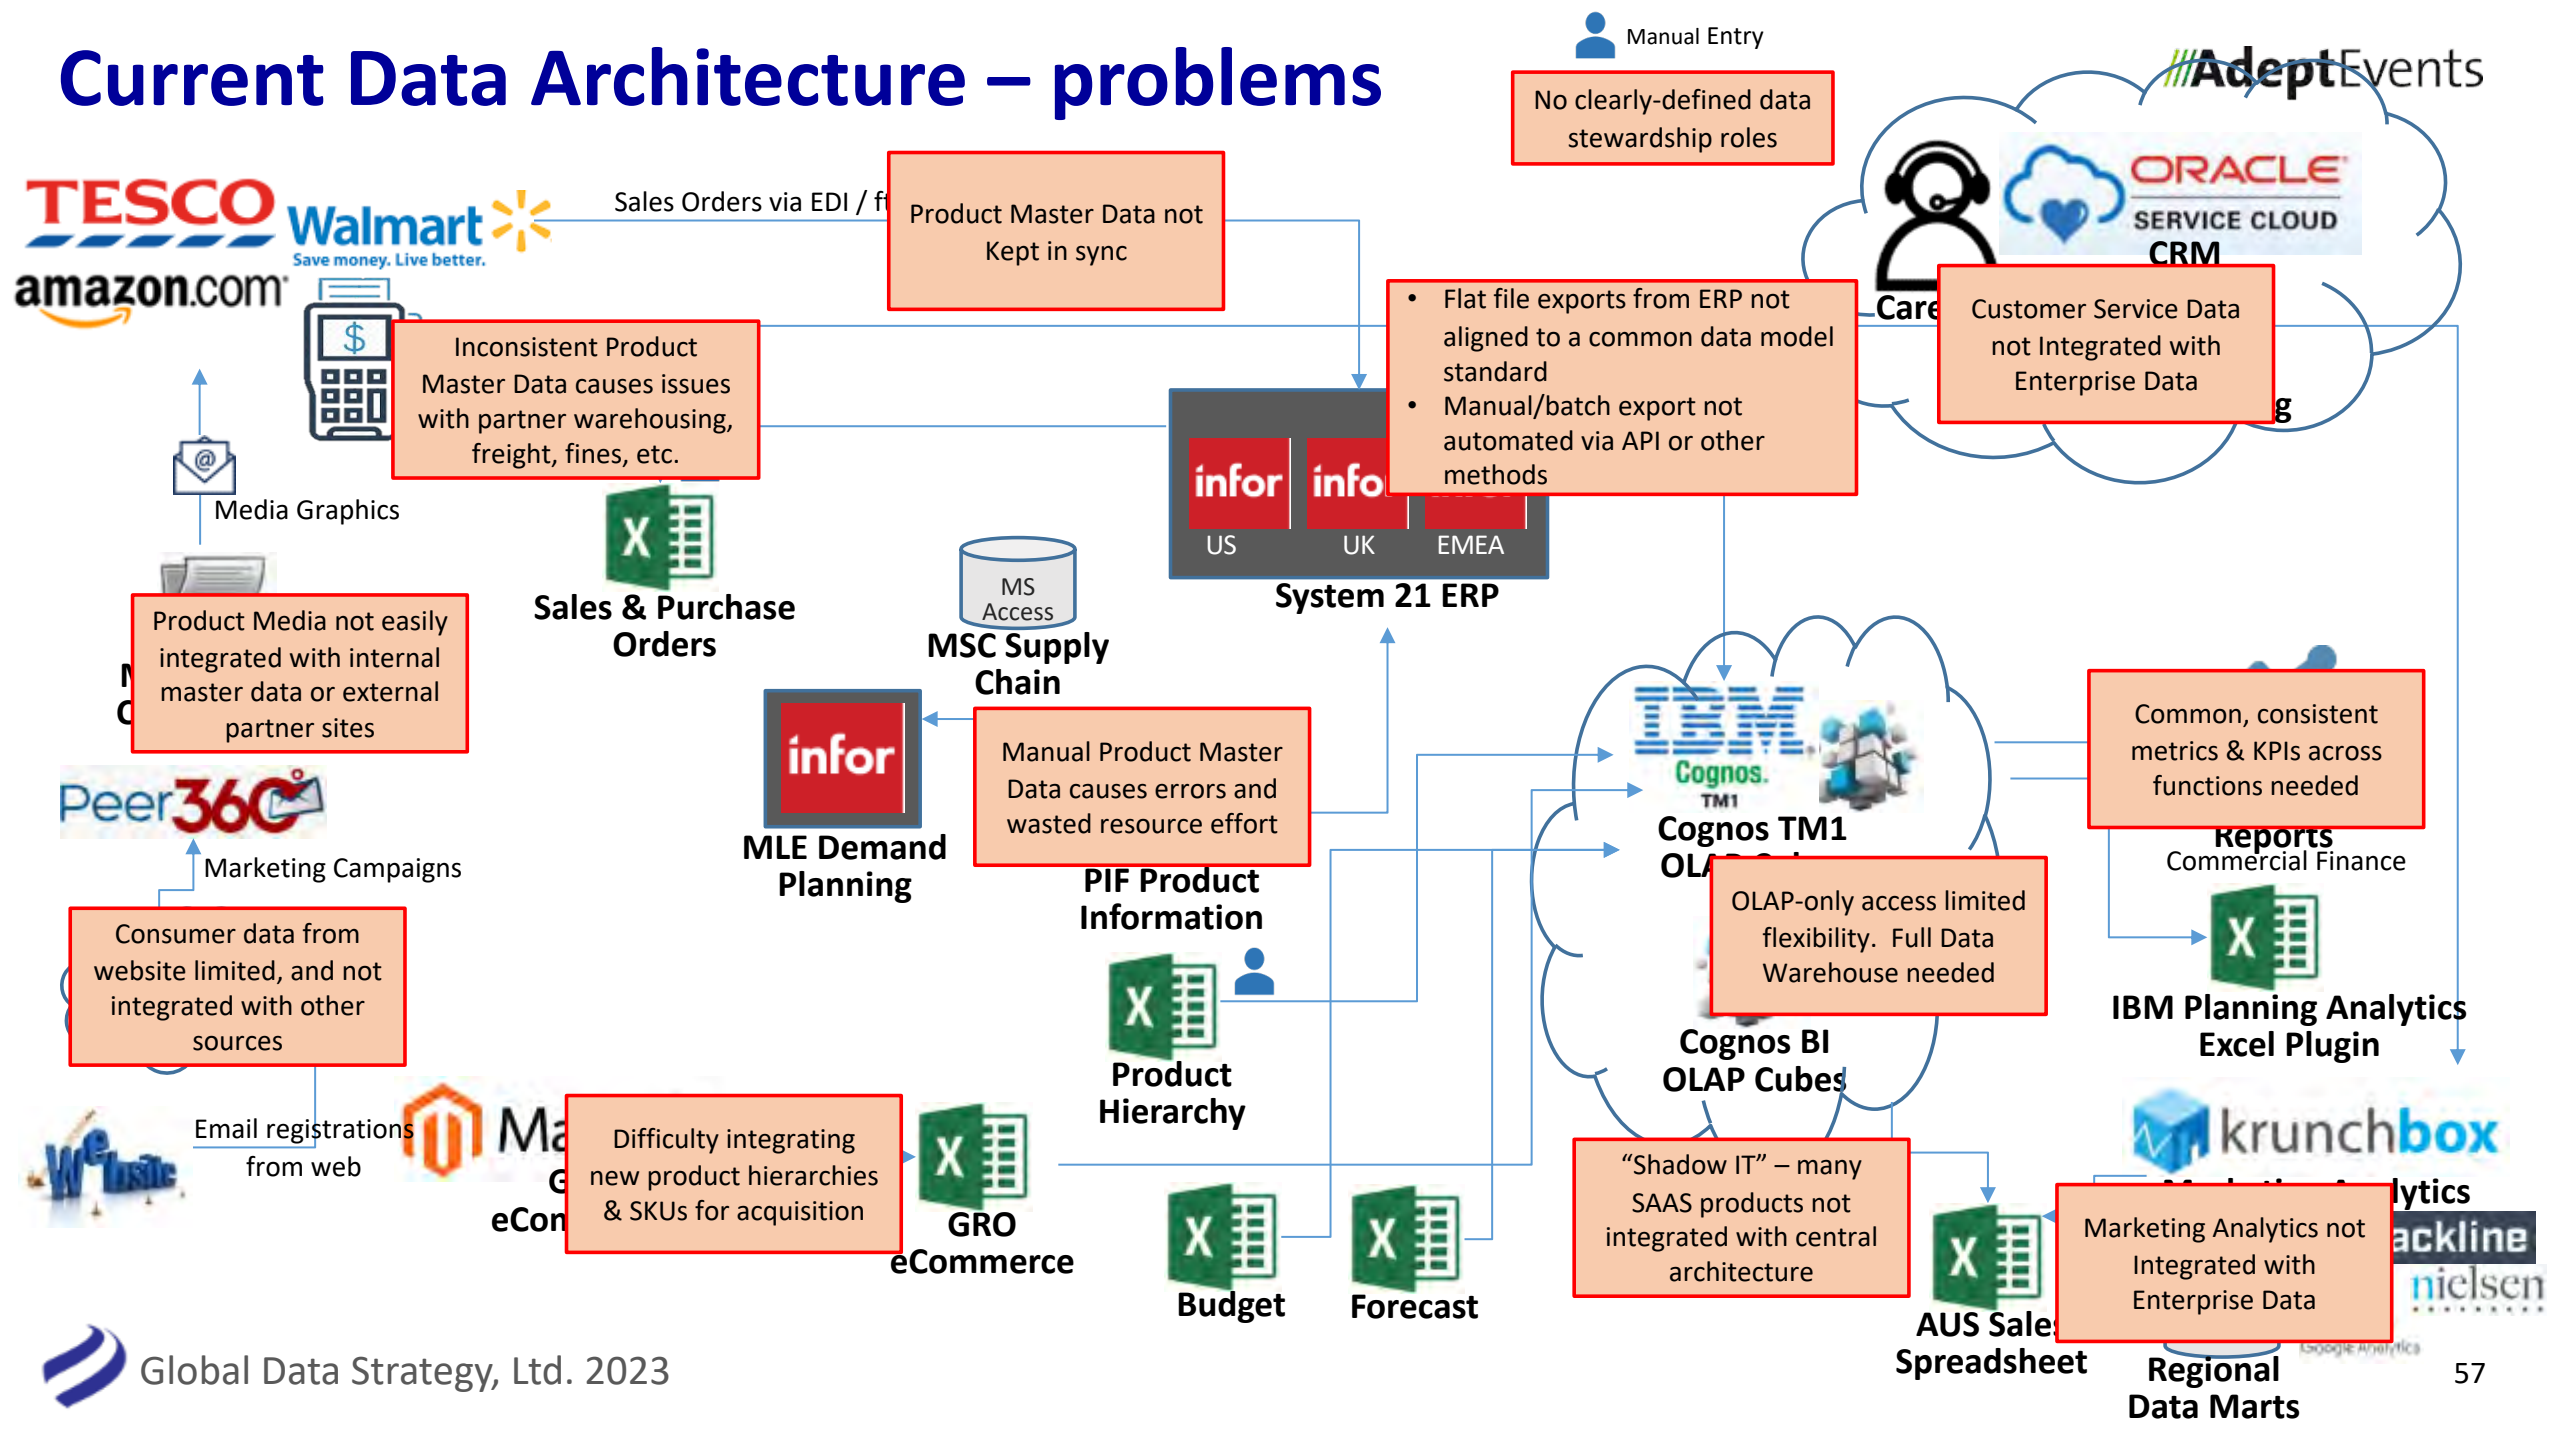 Current Data Architecture – problems
Manual Entry
AdeptEvents
No clearly-defined data
stewardship roles
TESCO
Walmart
Save money. Live better.
amazon.com
Sales Orders via EDI /
Product Master Data not
Kept in sync
ORACLE
SERVICE CLOUD
CRM
Care
Customer Service Data
not Integrated with
Enterprise Data
g
• Flat file exports from ERP not
aligned to a common data model
standard
• Manual/batch export not
automated via API or other
methods
$
Inconsistent Product
Master Data causes issues
with partner warehousing,
freight, fines, etc.
@
Media Graphics
X
Sales & Purchase
Orders
MS
Access
MSC Supply
Chain
infor
US
UK
EMEA
System 21 ERP
Product Media not easily
integrated with internal
master data or external
partner sites
Peer360
Marketing Campaigns
infor
MLE Demand
Planning
Manual Product Master
Data causes errors and
wasted resource effort
PIF Product
Information
IBM
Cognos.
TM1
Cognos TM1
OLAP-only access limited
flexibility. Full Data
Warehouse needed
Cognos BI
OLAP Cubes
Common, consistent
metrics & KPIs across
functions needed
Reports
Commercial Finance
X
IBM Planning Analytics
Excel Plugin
Consumer data from
website limited, and not
integrated with other
sources
X
Product
Hierarchy
Website
Email registrations
from web
Difficulty integrating
new product hierarchies
& SKUs for acquisition
X
GRO
eCommerce
X
Budget
X
Forecast
“Shadow IT” – many
SAAS products not
integrated with central
architecture
X
AUS Sales
Spreadsheet
krunchbox
Marketing Analytics not
Integrated with
Enterprise Data
nielsen
Google Analytics
Regional
Data Marts
Global Data Strategy, Ltd. 2023
57